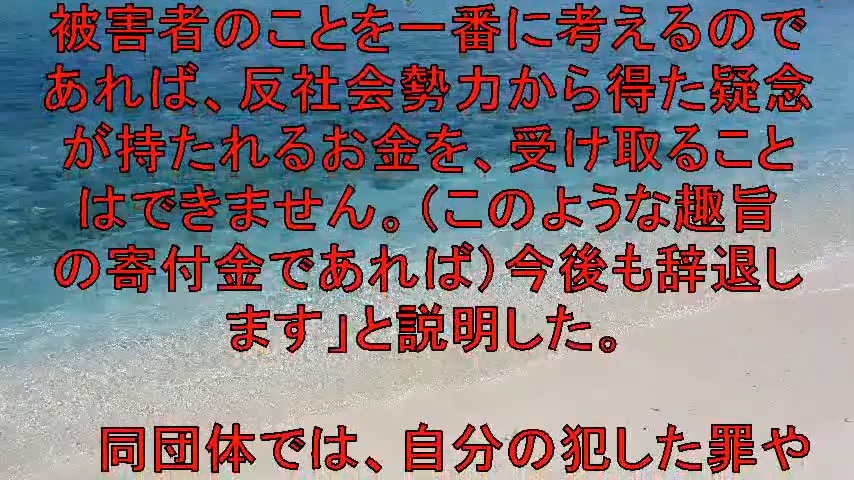 被害者のことを一番に考えるので
あれば、反社会勢力から得た疑念
が持たれるお金を、受け取ること
はできません。（このような趣旨
の寄付金であれば）今後も辞退し
ます」と説明した。
同団体では、自分の犯した罪や